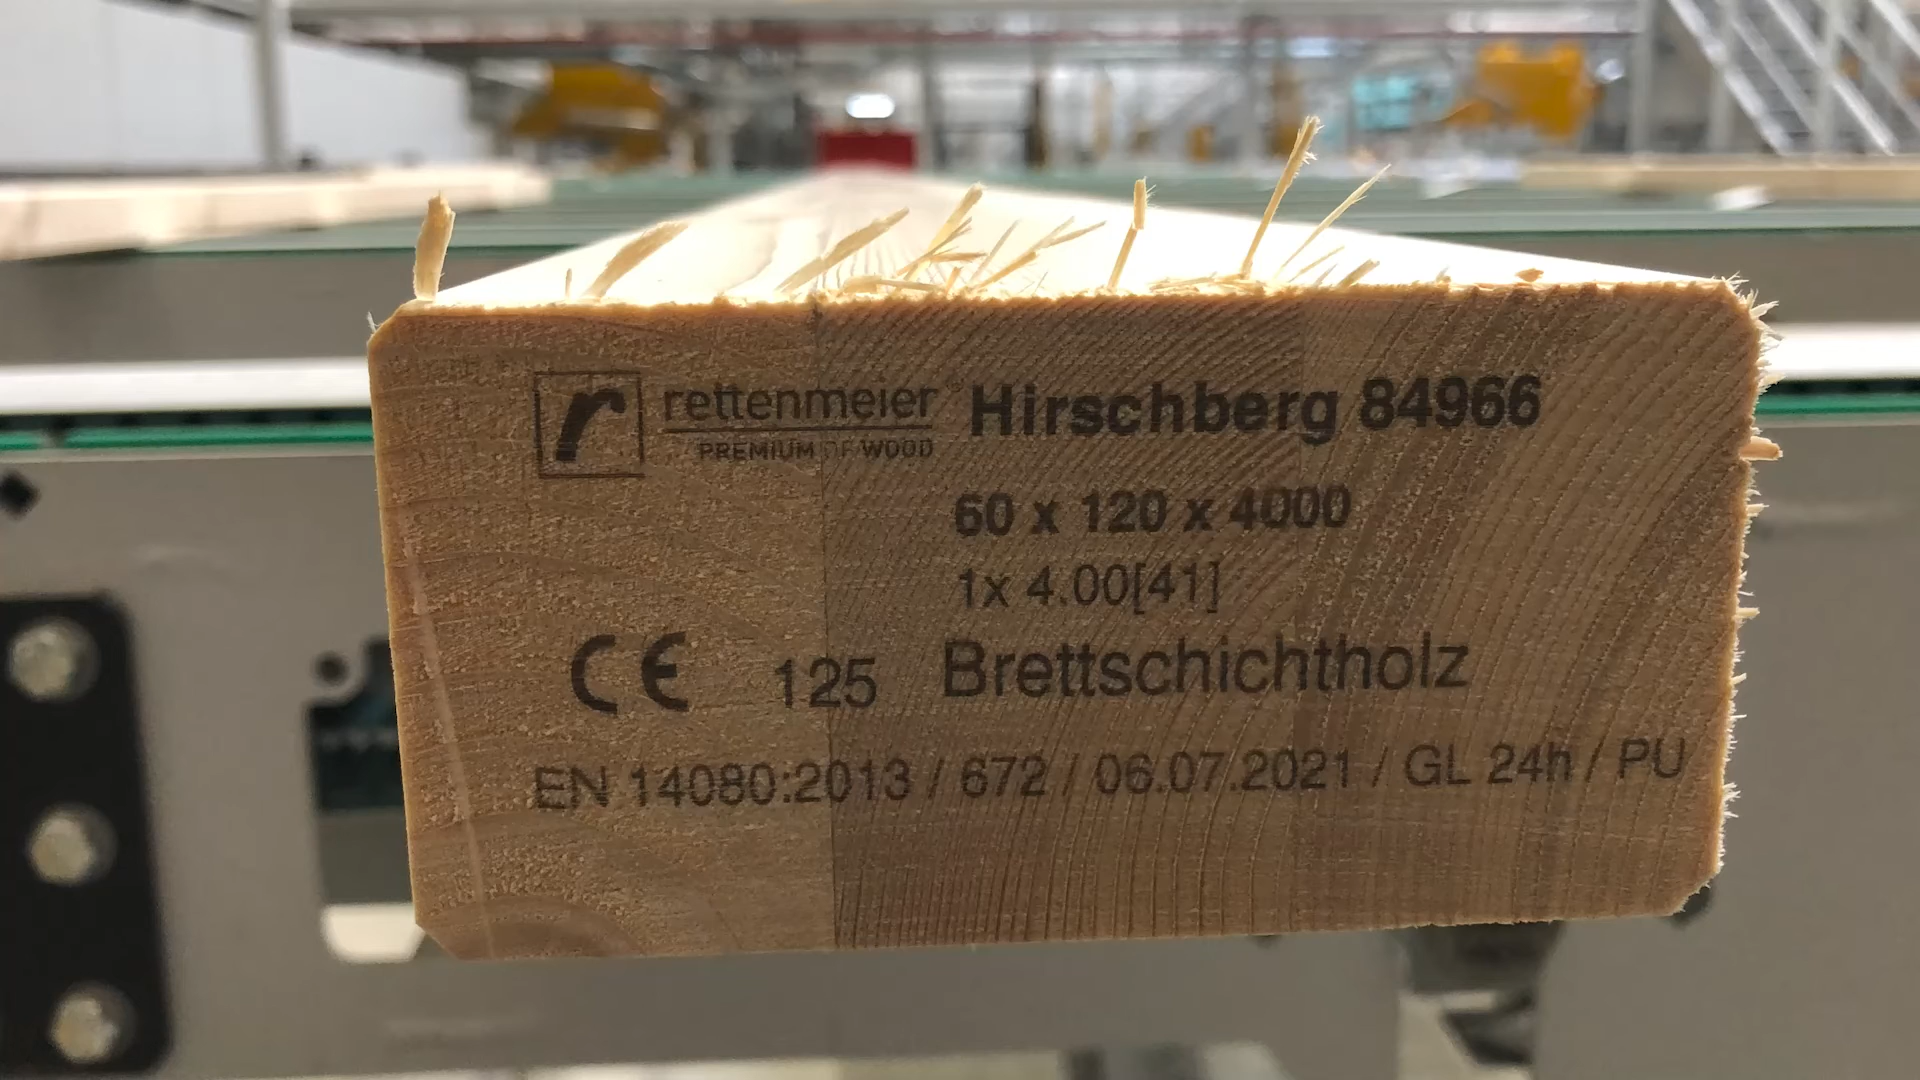 r rettenmeier® Hirschberg 84966
PREMIUM OF WOOD
60 x 120 x 4000
1x 4.00[41]
CE 125 Brettschichtholz
EN 14080:2013 / 672 / 06.07.2021 / GL 24h / PU